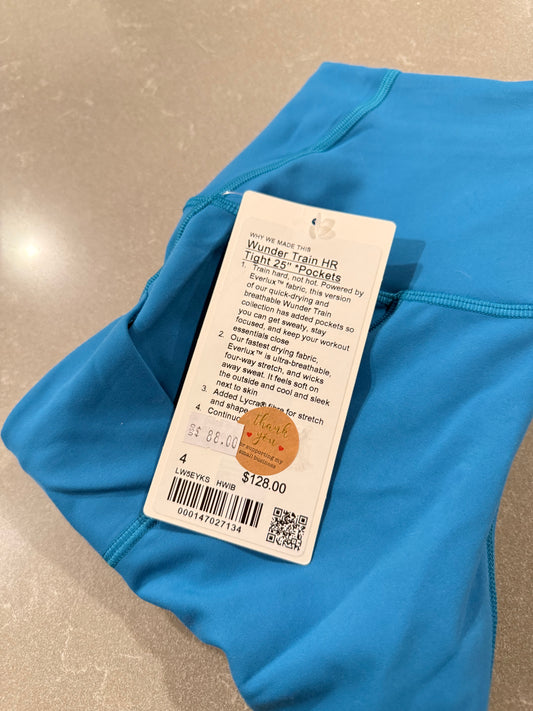 WHY WE MADE THIS
Wunder Train HR
Tight 25" *Pockets
1. Train hard, not hot. Powered by
Everlux™ fabric, this version
of our quick-drying and
breathable Wunder Train
collection has added pockets so
you can get sweaty, stay
focused, and keep your workout
essentials close
2. Our fastest drying fabric,
Everlux™ is ultra-breathable,
four-way stretch, and wicks
away sweat. It feels soft on
the outside and cool and sleek
next to skin
3. Added Lycra® fibre for stretch
and shape
4. Continuo
S$ 88.00
thank
you
supporting my
small business
4
$128.00
LW5EYKS HWIB
000147027134